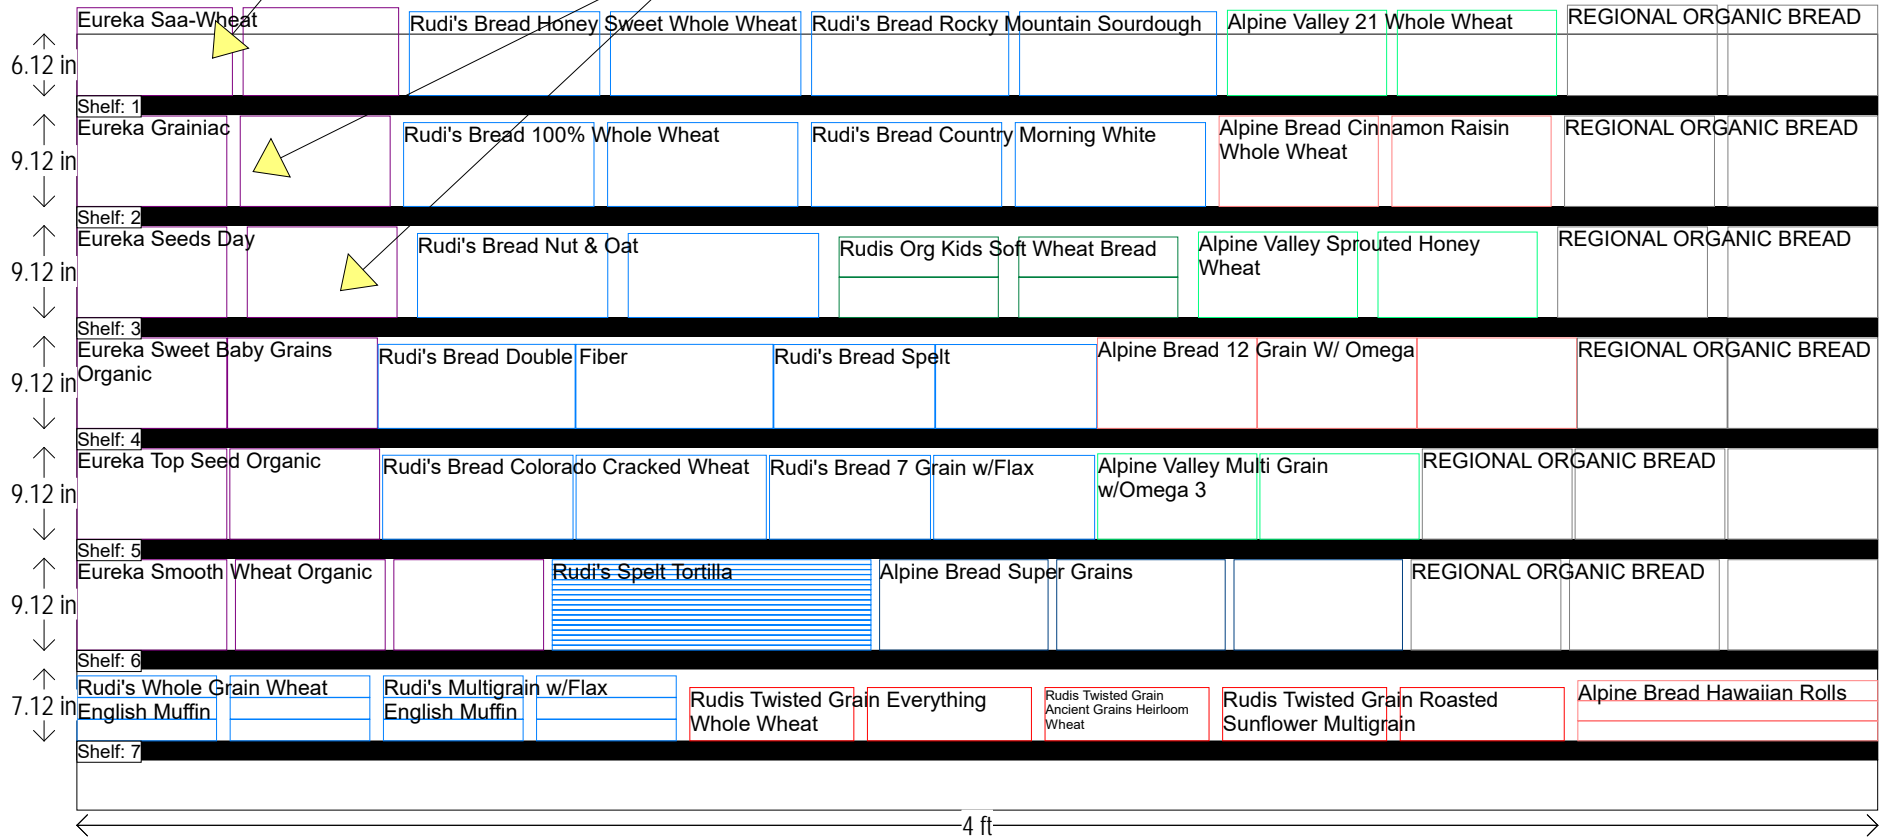 Eureka Saa-Wheat
Rudi's Bread Honey Sweet Whole Wheat
Rudi's Bread Rocky Mountain Sourdough
Alpine Valley 21 Whole Wheat
REGIONAL ORGANIC BREAD
6.12 in
Shelf: 1
Eureka Grainiac
Rudi's Bread 100% Whole Wheat
Rudi's Bread Country Morning White
Alpine Bread Cinnamon Raisin
Whole Wheat
REGIONAL ORGANIC BREAD
9.12 in
Shelf: 2
Eureka Seeds Day
Rudi's Bread Nut & Oat
Rudis Org Kids Soft Wheat Bread
Alpine Valley Sprouted Honey
Wheat
REGIONAL ORGANIC BREAD
9.12 in
Shelf: 3
Eureka Sweet Baby Grains
Organic
Rudi's Bread Double Fiber
Rudi's Bread Spelt
Alpine Bread 12 Grain W/ Omega
REGIONAL ORGANIC BREAD
9.12 in
Shelf: 4
Eureka Top Seed Organic
Rudi's Bread Colorado Cracked Wheat
Rudi's Bread 7 Grain w/Flax
Alpine Valley Multi Grain
w/Omega 3
REGIONAL ORGANIC BREAD
9.12 in
Shelf: 5
Eureka Smooth Wheat Organic
Rudi's Spelt Tortilla
Alpine Bread Super Grains
REGIONAL ORGANIC BREAD
9.12 in
Shelf: 6
Rudi's Whole Grain Wheat
English Muffin
Rudi's Multigrain w/Flax
English Muffin
Rudis Twisted Grain Everything
Whole Wheat
Rudis Twisted Grain
Ancient Grains Heirloom
Wheat
Rudis Twisted Grain Roasted
Sunflower Multigrain
Alpine Bread Hawaiian Rolls
7.12 in
Shelf: 7
4 ft